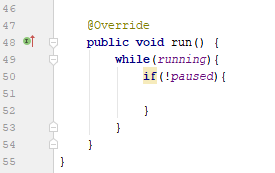 46
47 @Override
48 public void run() {
49 while(running){
50 if(!paused){
51
52 }
53 }
54 }
55 }